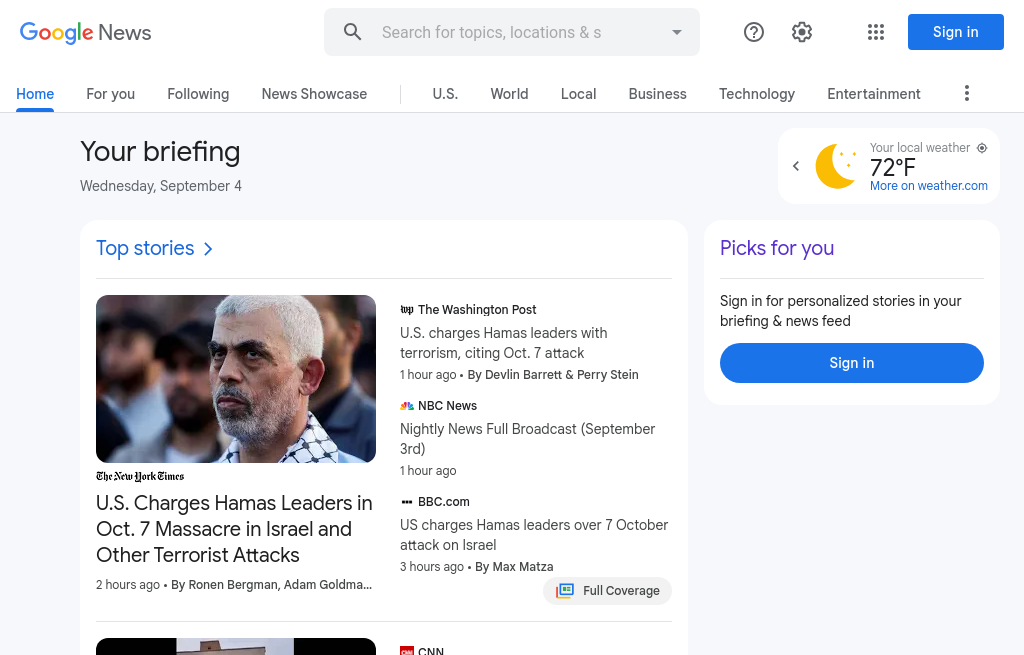 Google News
Search for topics, locations & s
Sign in
Home
For you
Following
News Showcase
U.S.
World
Local
Business
Technology
Entertainment
Your briefing
Wednesday, September 4
Your local weather
72°F
More on weather.com
Top stories
The New York Times
U.S. Charges Hamas Leaders in
Oct. 7 Massacre in Israel and
Other Terrorist Attacks
2 hours ago • By Ronen Bergman, Adam Goldma...
wp The Washington Post
U.S. charges Hamas leaders with
terrorism, citing Oct. 7 attack
1 hour ago • By Devlin Barrett & Perry Stein
NBC News
Nightly News Full Broadcast (September
3rd)
1 hour ago
BBC.com
US charges Hamas leaders over 7 October
attack on Israel
3 hours ago • By Max Matza
Full Coverage
CNN
Picks for you
Sign in for personalized stories in your
briefing & news feed
Sign in